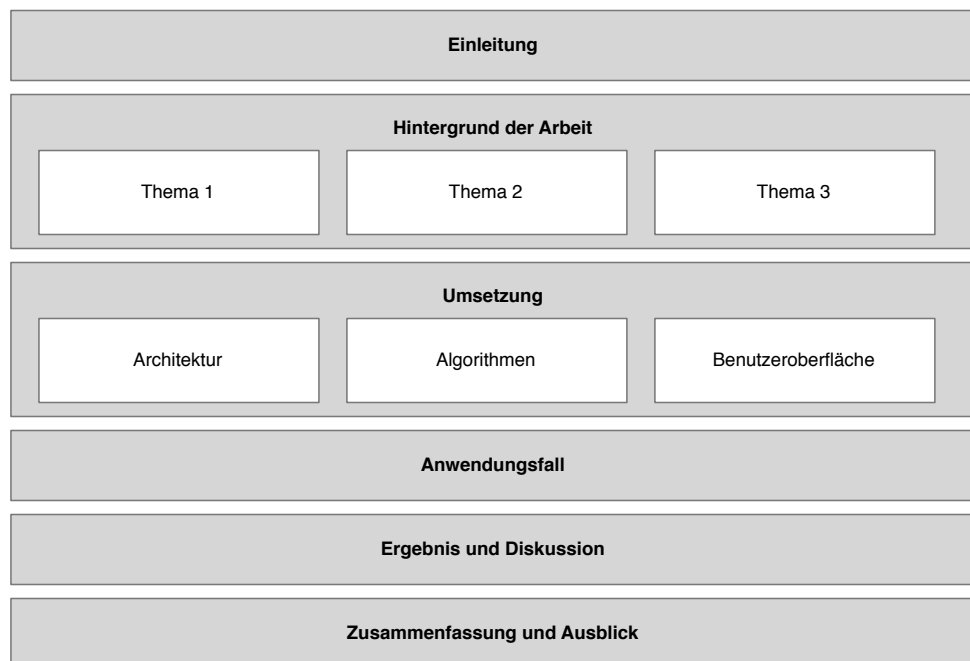 Einleitung
Hintergrund der Arbeit
Thema 1
Thema 2
Thema 3
Umsetzung
Architektur
Algorithmen
Benutzeroberfläche
Anwendungsfall
Ergebnis und Diskussion
Zusammenfassung und Ausblick